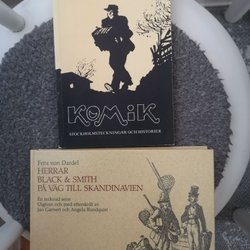 KOMIK
STOCKHOLMSTECKNINGAR OCH HISTORIER
Fritz von Dardel
HERRAR
BLACK & SMITH
PÅ VÄG TILL SKANDINAVIEN
En tecknad serie
Utgiven och med efterskrift av
Jan Garnert och Angela Rundquist